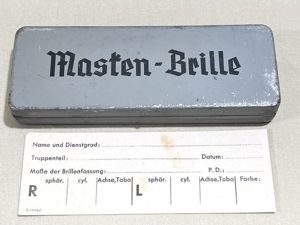 Masken-Brille
Name und Dienstgrad:
Truppenteil: Datum:
Maße der Brillenfassung: P.D.:
R sphär. cyl. Achse,Tabo L sphär. cyl. Achse,Tabo Farbe: